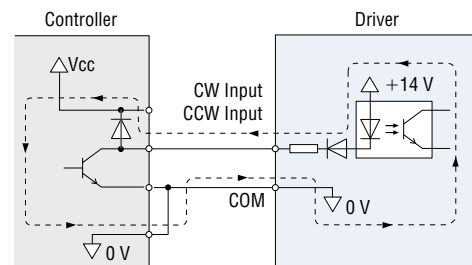 Controller
Driver
Vcc
CW Input
CCW Input
+14 V
COM
0 V
0 V